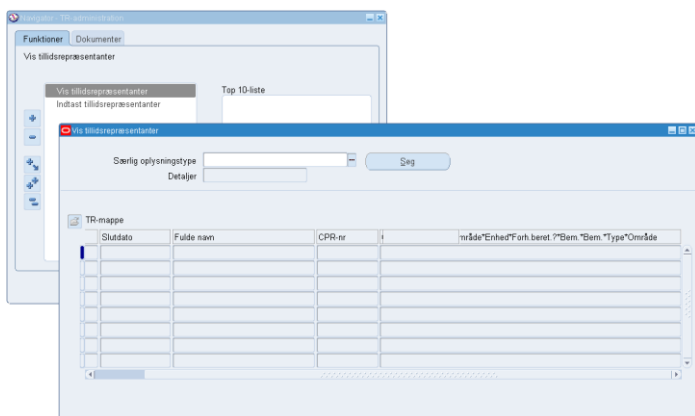 Navigator - TR-administration
Funktioner Dokumenter
Vis tillidsrepræsentanter
Vis tillidsrepræsentanter
Indtast tillidsrepræsentanter
Top 10-liste
Vis tillidsrepræsentanter
Særlig oplysningstype
Søg
Detaljer
TR-mappe
Slutdato Fulde navn CPR-nr mråde*Enhed*Forh.beret.?*Bem.*Bem.*Type*Område